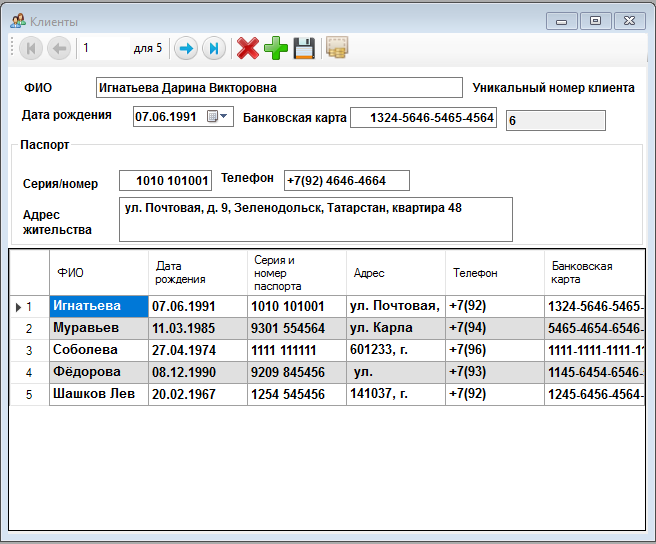 Клиенты
1 для 5
ФИО Игнатьева Дарина Викторовна Уникальный номер клиента
Дата рождения 07.06.1991 Банковская карта 1324-5646-5465-4564 6
Паспорт
Серия/номер 1010 101001 Телефон +7(92) 4646-4664
Адрес
жительства
ул. Почтовая, д. 9, Зеленодольск, Татарстан, квартира 48
ФИО
Дата
рождения
Серия и
номер
паспорта
Адрес
Телефон
Банковская
карта
1 Игнатьева 07.06.1991 1010 101001 ул. Почтовая, +7(92) 1324-5646-5465-
2 Муравьев 11.03.1985 9301 554564 ул. Карла +7(94) 5465-4654-6546-
3 Соболева 27.04.1974 1111 111111 601233, г. +7(96) 1111-1111-1111-1
4 Фёдорова 08.12.1990 9209 845456 ул. +7(93) 1145-6454-6546-
5 Шашков Лев 20.02.1967 1254 545456 141037, г. +7(92) 1245-6456-4564-